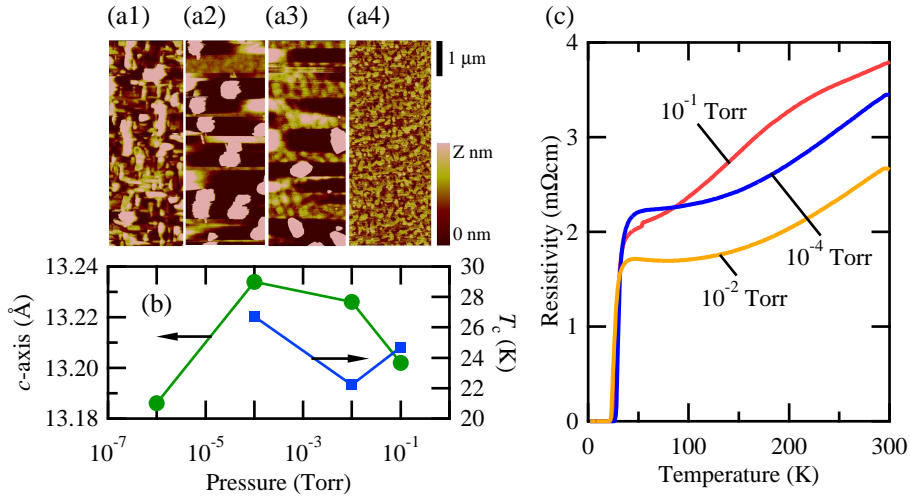 (a1) (a2) (a3) (a4)
1 μm
Z nm
0 nm
(b)
c-axis (Å)
13.24
13.22
13.20
13.18
30
28
26
24
22
20
T_c (K)
10^-7 10^-5 10^-3 10^-1
Pressure (Torr)
(c)
Resistivity (mΩcm)
4
3
2
1
0
10^-1 Torr
10^-4 Torr
10^-2 Torr
0 100 200 300
Temperature (K)